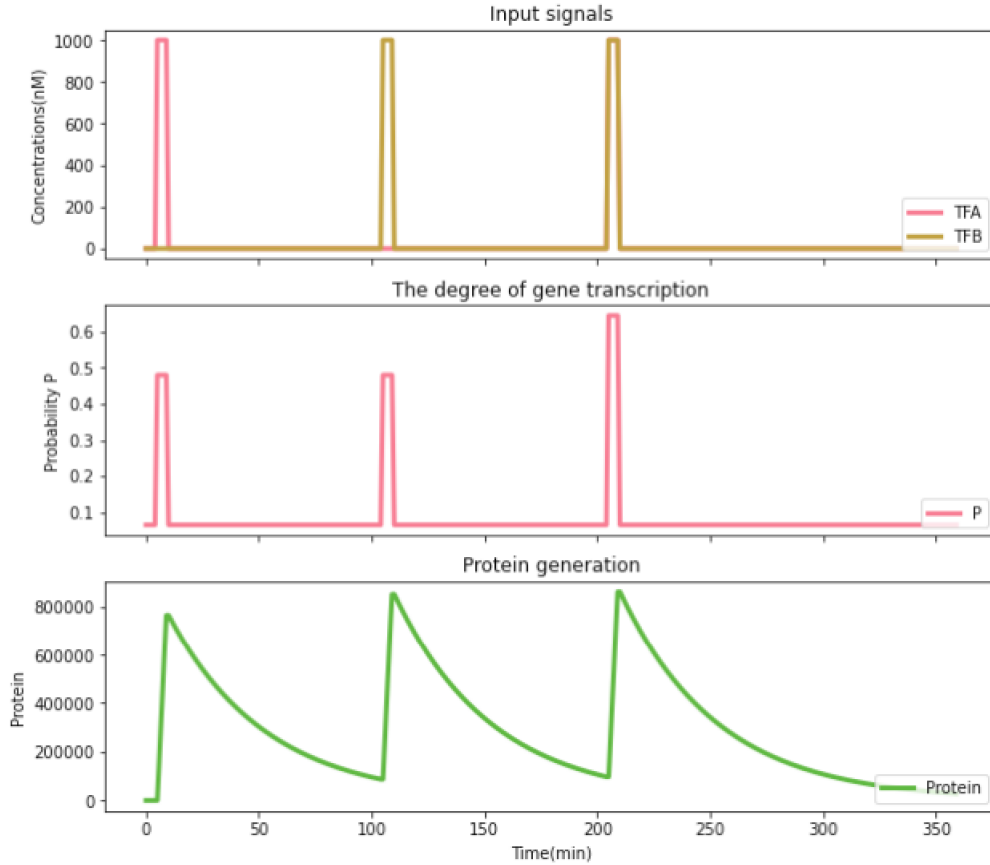 Input signals
Concentrations(nM)
1000
800
600
400
200
0
TFA
TFB
The degree of gene transcription
Probability P
0.6
0.5
0.4
0.3
0.2
0.1
P
Protein generation
Protein
800000
600000
400000
200000
0
Protein
0 50 100 150 200 250 300 350
Time(min)